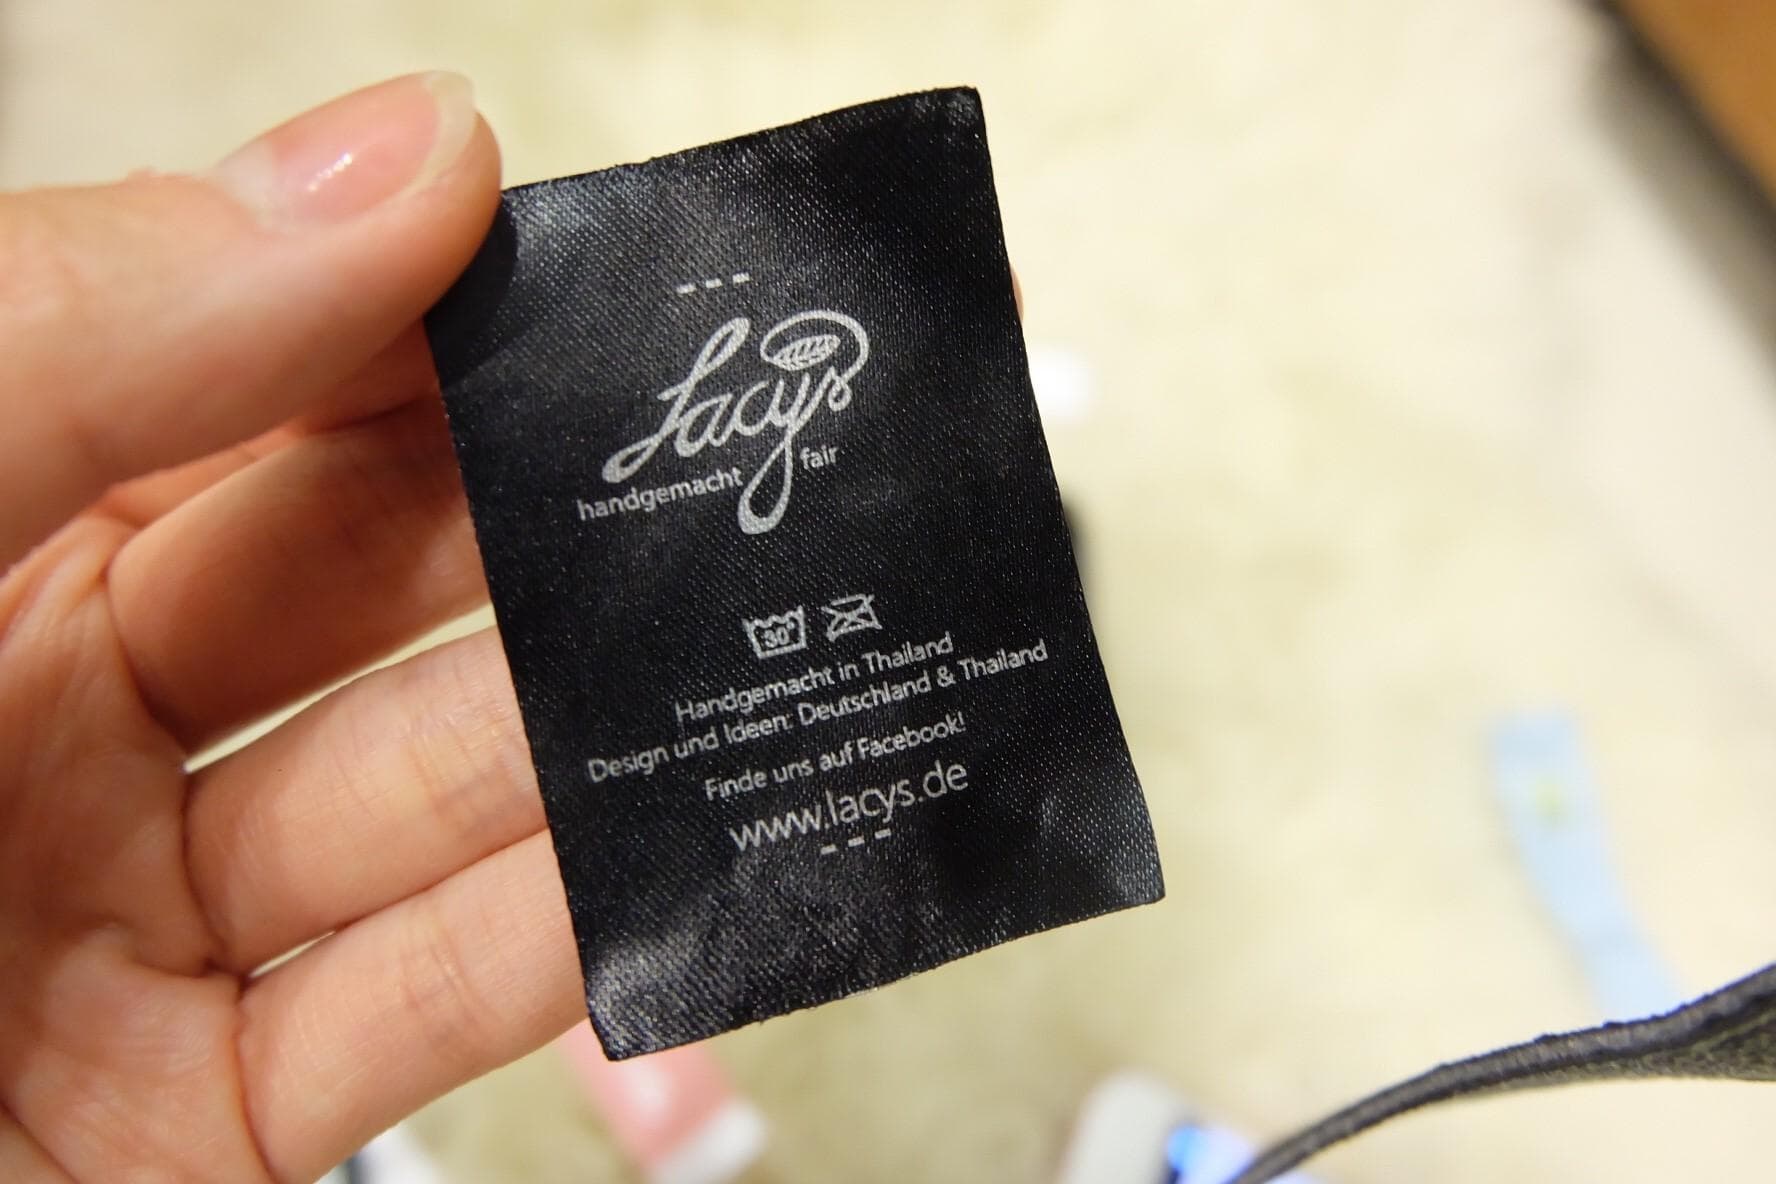 Lacys
handgemacht fair
30°
Handgemacht in Thailand
Design und Ideen: Deutschland & Thailand
Finde uns auf Facebook!
www.lacys.de